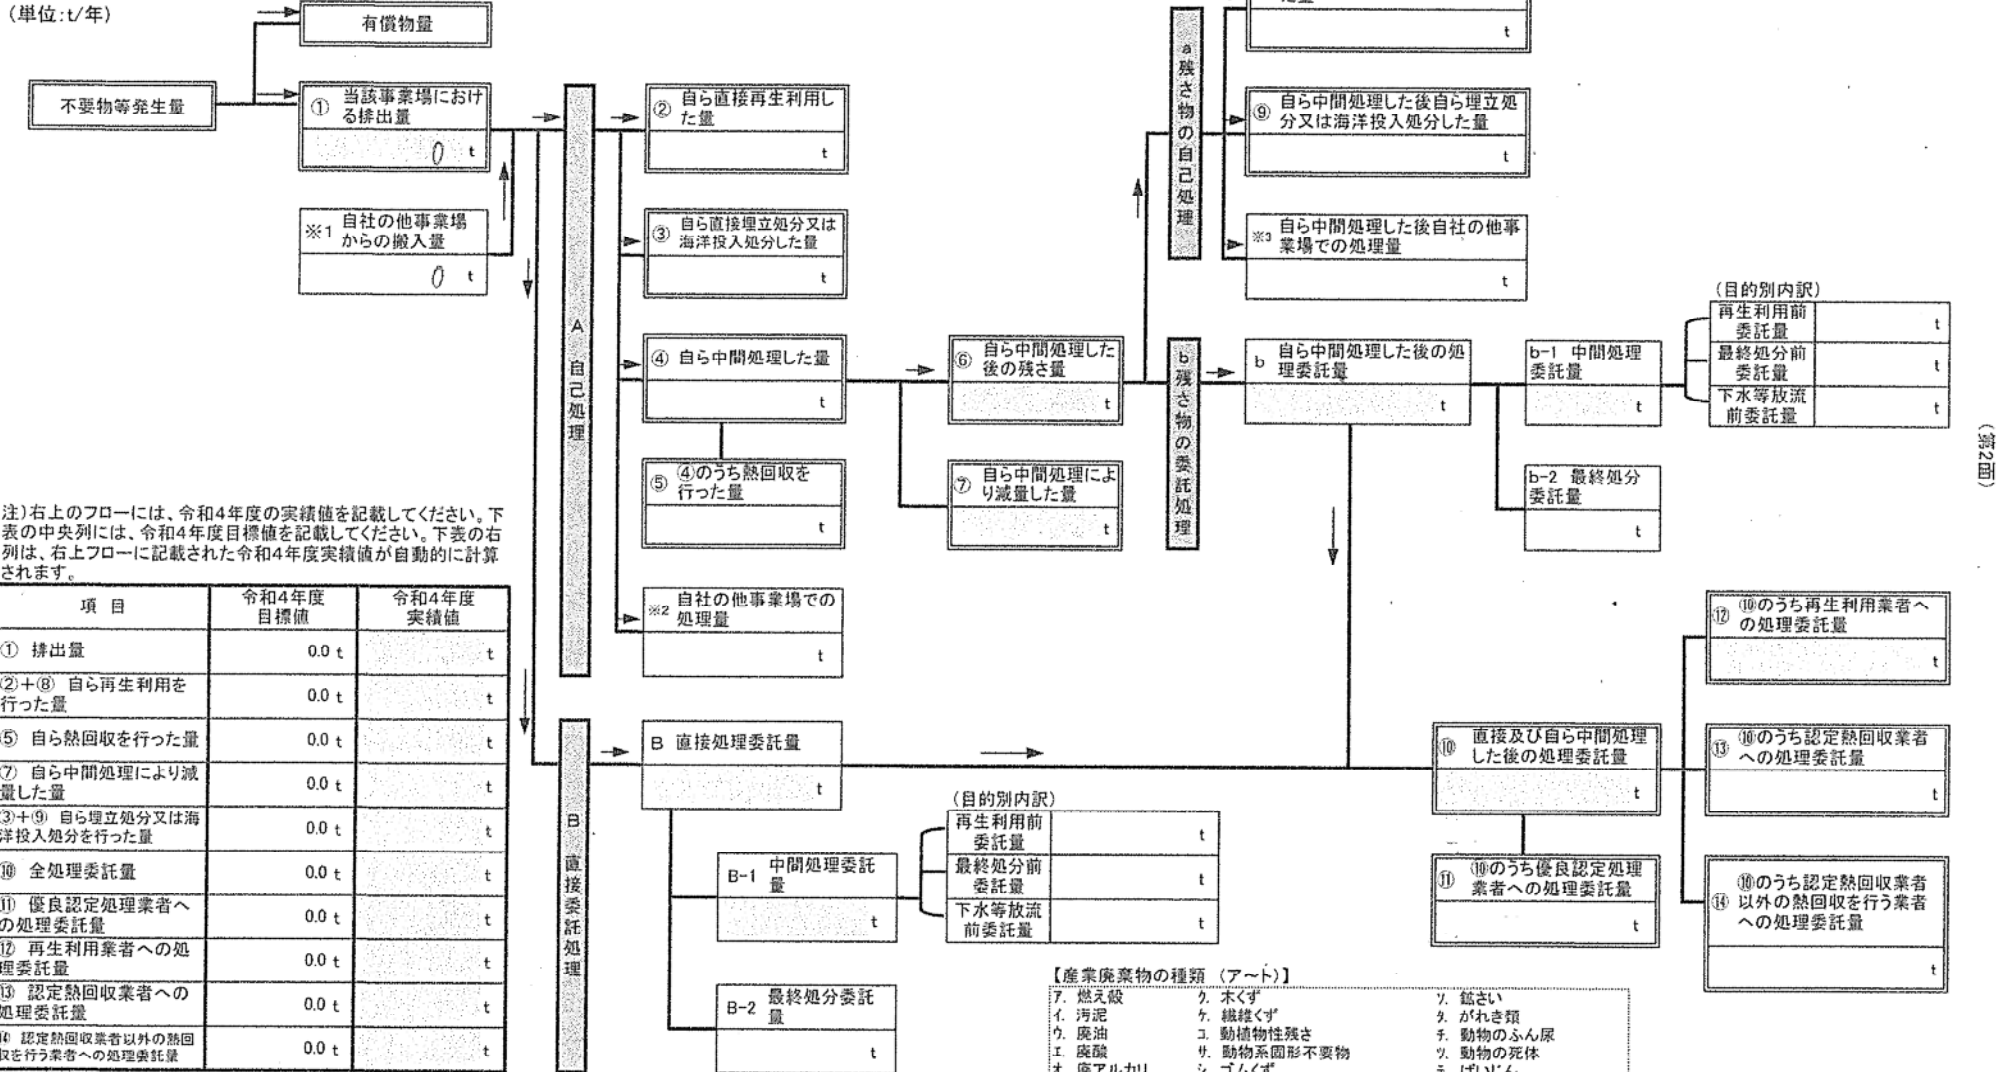 (単位:t/年)
有償物量
不要物等発生量
① 当該事業場におけ
る排出量
0 t
※1 自社の他事業場
からの搬入量
0 t
A 自己処理
② 自ら直接再生利用し
た量
t
③ 自ら直接埋立処分又は
海洋投入処分した量
t
④ 自ら中間処理した量
t
⑤ ④のうち熱回収を
行った量
t
※2 自社の他事業場での
処理量
t
⑥ 自ら中間処理した
後の残さ量
t
⑦ 自ら中間処理によ
り減量した量
t
a 残さ物の自己処理
t
⑨ 自ら中間処理した後自ら埋立処
分又は海洋投入処分した量
t
※3 自ら中間処理した後自社の他事
業場での処理量
t
b 残さ物の委託処理
b 自ら中間処理した後の処
理委託量
t
b-1 中間処理
委託量
t
(目的別内訳)
再生利用前
委託量 t
最終処分前
委託量 t
下水等放流
前委託量 t
b-2 最終処分
委託量
t
(第2面)
注)右上のフローには、令和4年度の実績値を記載してください。下
表の中央列には、令和4年度目標値を記載してください。下表の右
列は、右上フローに記載された令和4年度実績値が自動的に計算
されます。
項 目 令和4年度
目標値 令和4年度
実績値
① 排出量 0.0 t t
②+⑧ 自ら再生利用を
行った量 0.0 t t
⑤ 自ら熱回収を行った量 0.0 t t
⑦ 自ら中間処理により減
量した量 0.0 t t
③+⑨ 自ら埋立処分又は海
洋投入処分を行った量 0.0 t t
⑩ 全処理委託量 0.0 t t
⑪ 優良認定処理業者へ
の処理委託量 0.0 t t
⑫ 再生利用業者への処
理委託量 0.0 t t
⑬ 認定熱回収業者への
処理委託量 0.0 t t
⑭ 認定熱回収業者以外の熱回
収を行う業者への処理委託量 0.0 t t
B 直接委託処理
B 直接処理委託量
t
B-1 中間処理委託
量
t
(目的別内訳)
再生利用前
委託量 t
最終処分前
委託量 t
下水等放流
前委託量 t
B-2 最終処分委託
量
t
⑩ 直接及び自ら中間処理
した後の処理委託量
t
⑪ ⑩のうち優良認定処理
業者への処理委託量
t
⑫ ⑩のうち再生利用業者へ
の処理委託量
t
⑬ ⑩のうち認定熱回収業者
への処理委託量
t
⑭ ⑩のうち認定熱回収業者
以外の熱回収を行う業者
への処理委託量
t
【産業廃棄物の種類 (ア~ト)】
ア. 燃え殻 ク. 木くず ソ. 鉱さい
イ. 汚泥 ケ. 繊維くず タ. がれき類
ウ. 廃油 コ. 動植物性残さ チ. 動物のふん尿
エ. 廃酸 サ. 動物系固形不要物 ツ. 動物の死体
オ. 廃アルカリ シ. ゴムくず テ. ばいじん